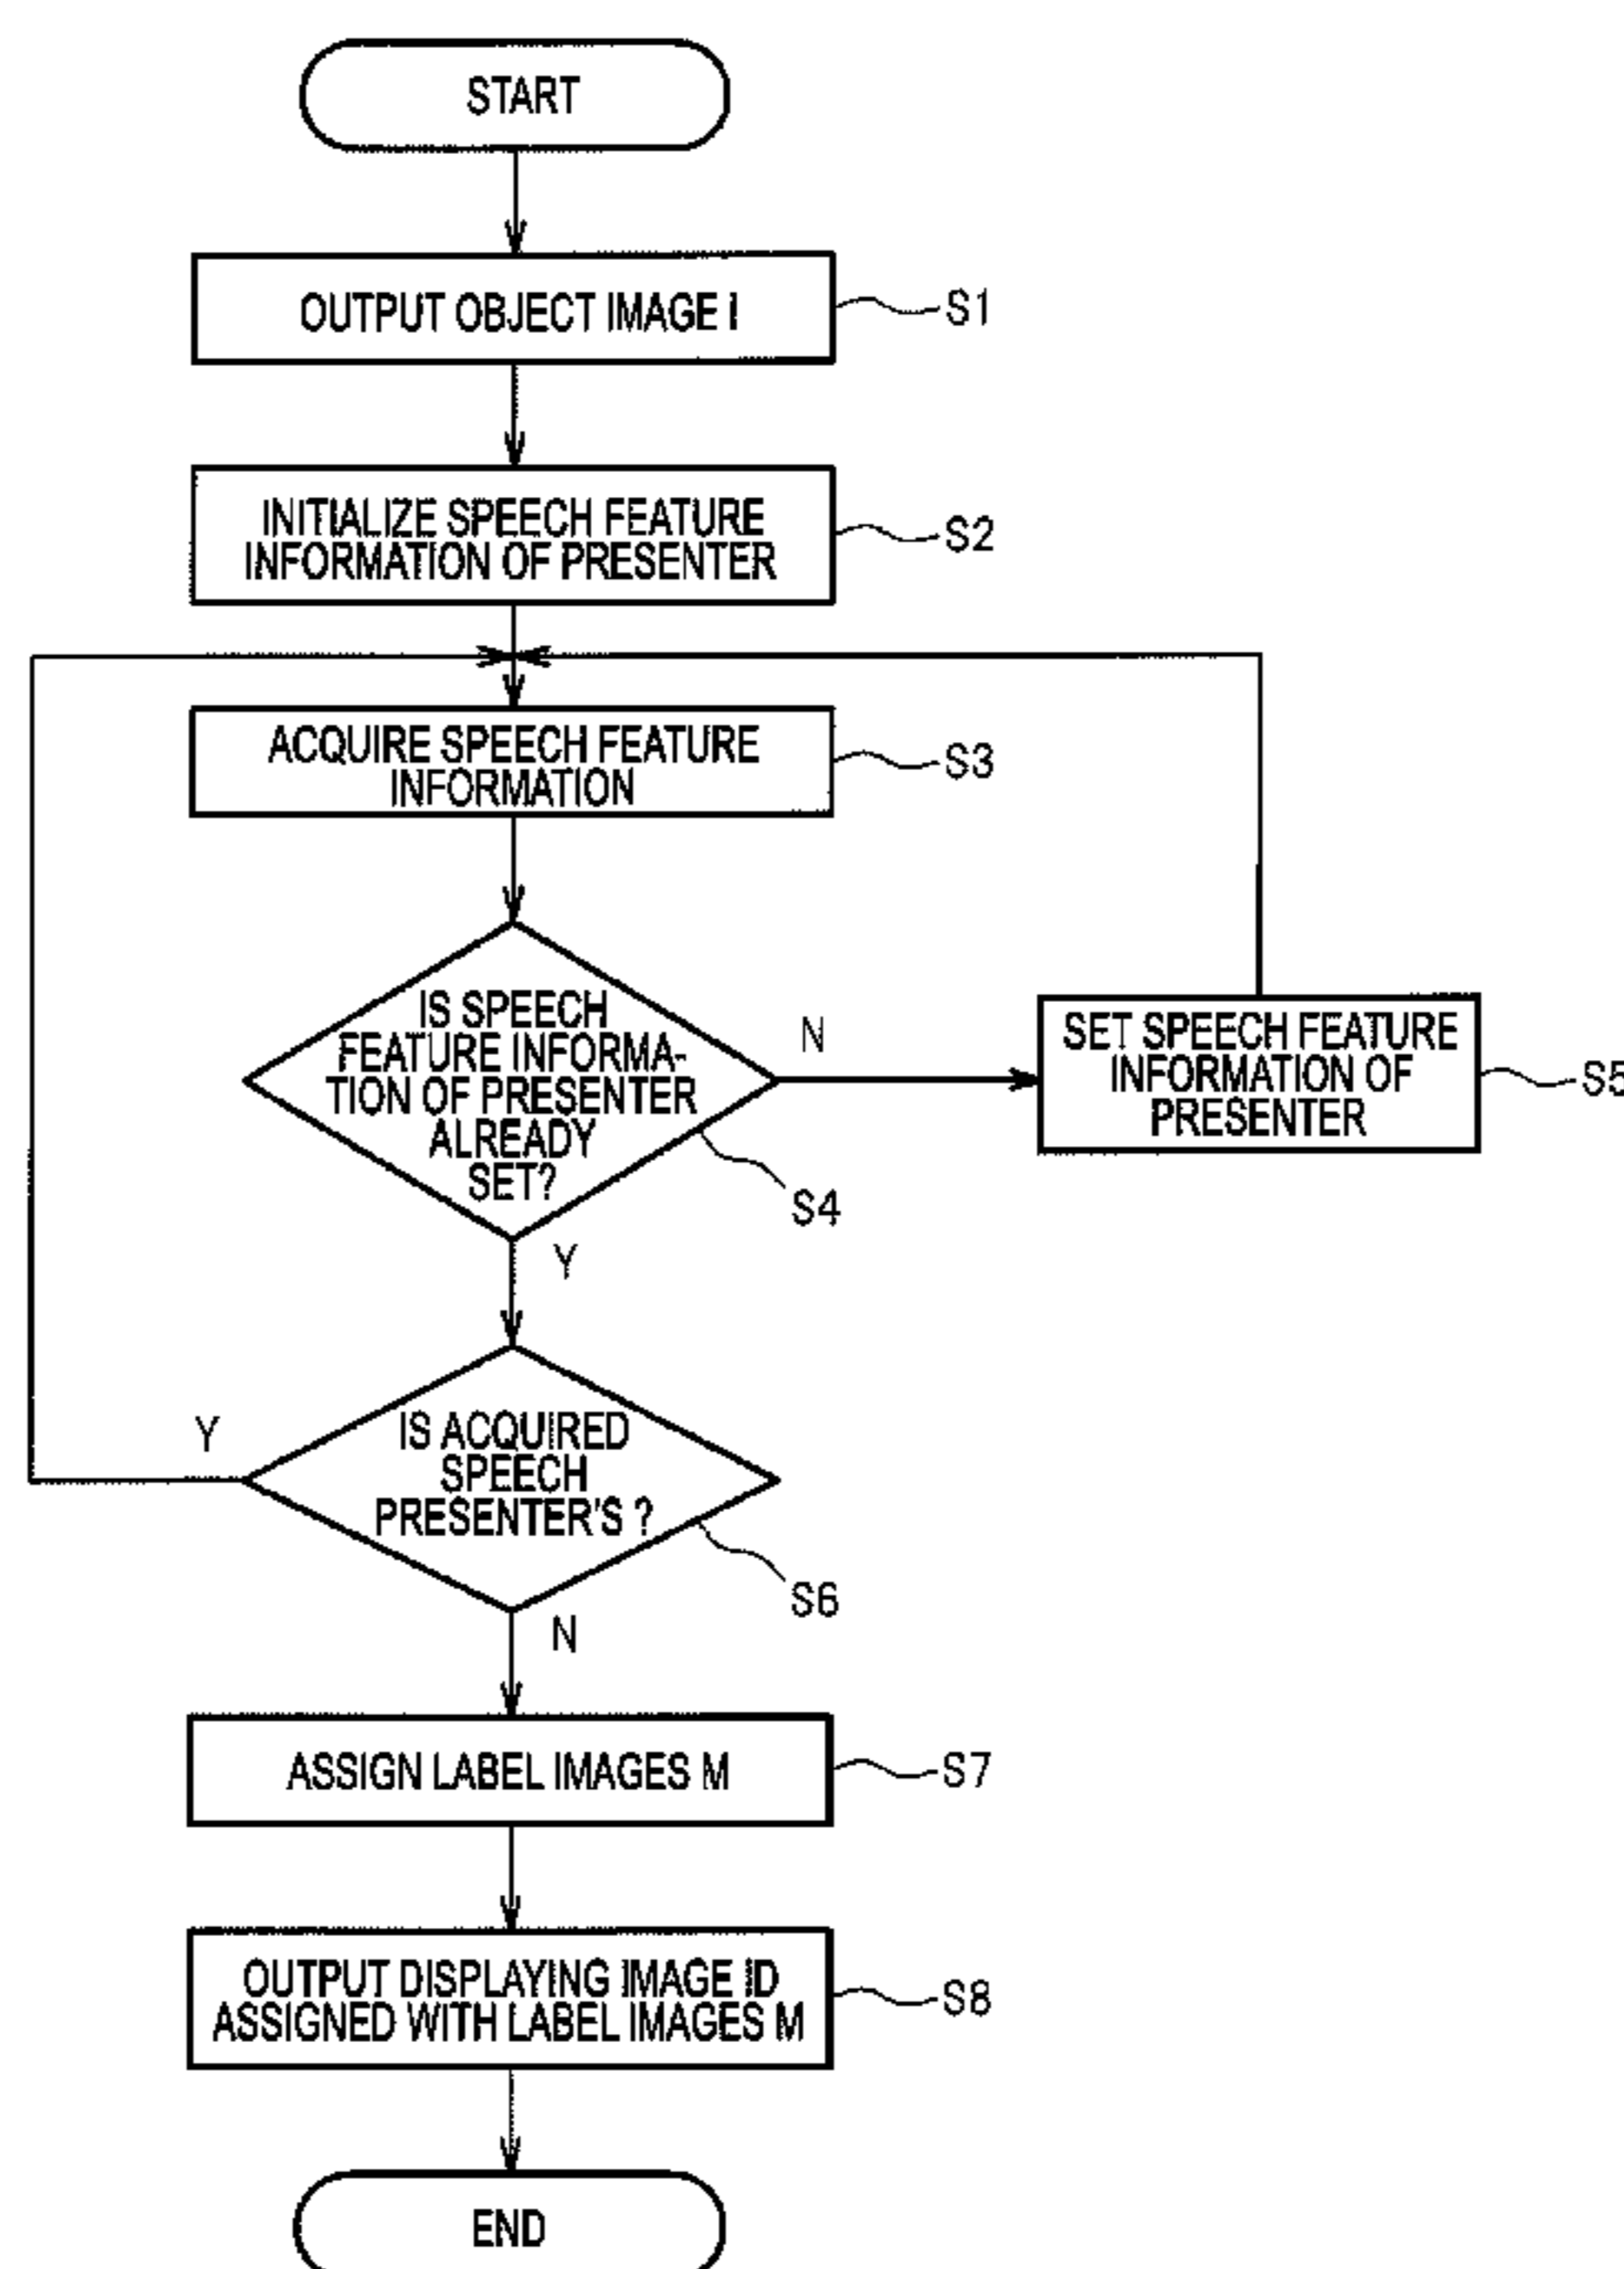 START
OUTPUT OBJECT IMAGE I
S1
INITIALIZE SPEECH FEATURE
INFORMATION OF PRESENTER
S2
ACQUIRE SPEECH FEATURE
INFORMATION
S3
IS SPEECH
FEATURE INFORMA-
TION OF PRESENTER
ALREADY
SET?
S4
N
SET SPEECH FEATURE
INFORMATION OF
PRESENTER
S5
Y
IS ACQUIRED
SPEECH
PRESENTER'S ?
S6
Y
N
ASSIGN LABEL IMAGES M
S7
OUTPUT DISPLAYING IMAGE ID
ASSIGNED WITH LABEL IMAGES M
S8
END